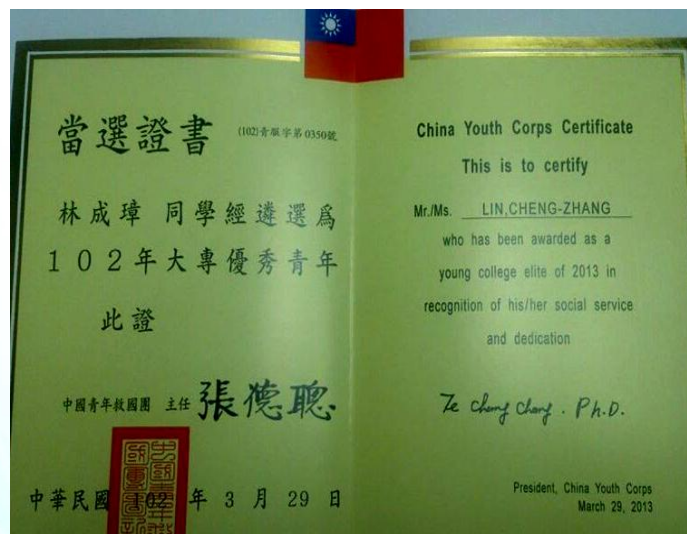 當選證書 (102)青服字第0350號
林成璋 同學經遴選為
102年大專優秀青年
此證
中國青年救國團 主任 張德聰
中華民國 102 年 3 月 29 日
China Youth Corps Certificate
This is to certify
Mr./Ms. LIN,CHENG-ZHANG
who has been awarded as a
young college elite of 2013 in
recognition of his/her social service
and dedication
Te Chung Chang . Ph.D.
President, China Youth Corps
March 29, 2013